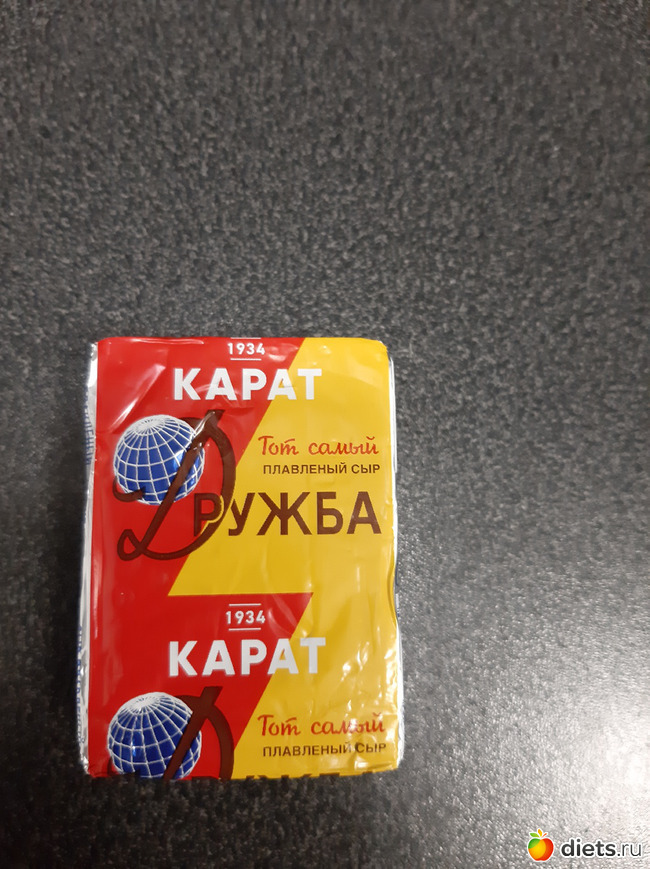 1934
КАРАТ
Тот самый
ПЛАВЛЕНЫЙ СЫР
ДРУЖБА
1934
КАРАТ
Тот самый
ПЛАВЛЕНЫЙ СЫР
diets.ru